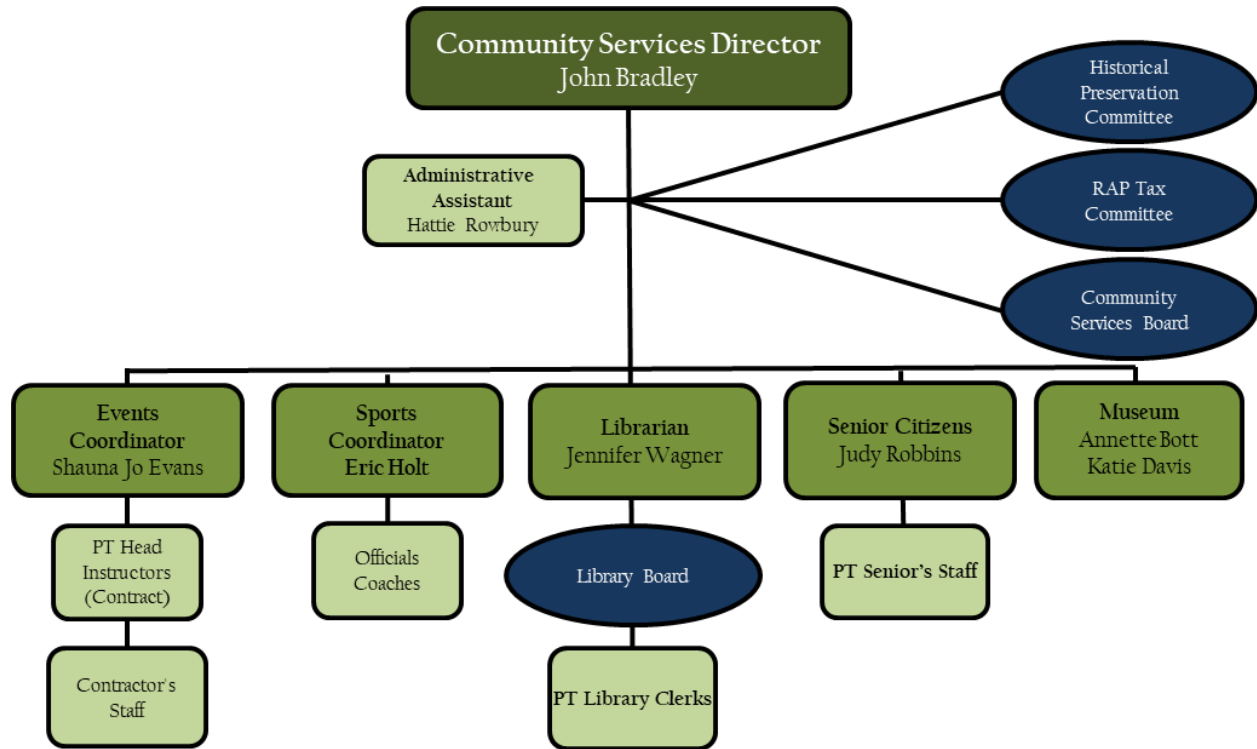 Community Services Director
John Bradley
Historical
Preservation
Committee
Administrative
Assistant
Hattie Rowbury
RAP Tax
Committee
Community
Services Board
Events
Coordinator
Shauna Jo Evans
Sports
Coordinator
Eric Holt
Librarian
Jennifer Wagner
Senior Citizens
Judy Robbins
Museum
Annette Bott
Katie Davis
PT Head
Instructors
(Contract)
Officials
Coaches
Library Board
PT Senior's Staff
Contractor's
Staff
PT Library Clerks